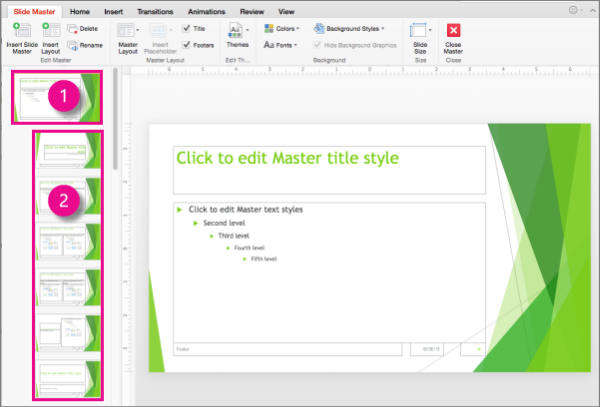 Slide Master Home Insert Transitions Animations Review View
Insert Slide Master
Insert Layout
Delete
Rename
Edit Master
Master Layout
Insert Placeholder
Title
Footers
Master Layout
Themes
Edit Th...
Colors
Aa Fonts
Background Styles
Hide Background Graphics
Background
Slide Size
Size
Close Master
Close
1
2
Click to edit Master title style
Click to edit Master text styles
Second level
Third level
Fourth level
Fifth level
Footer